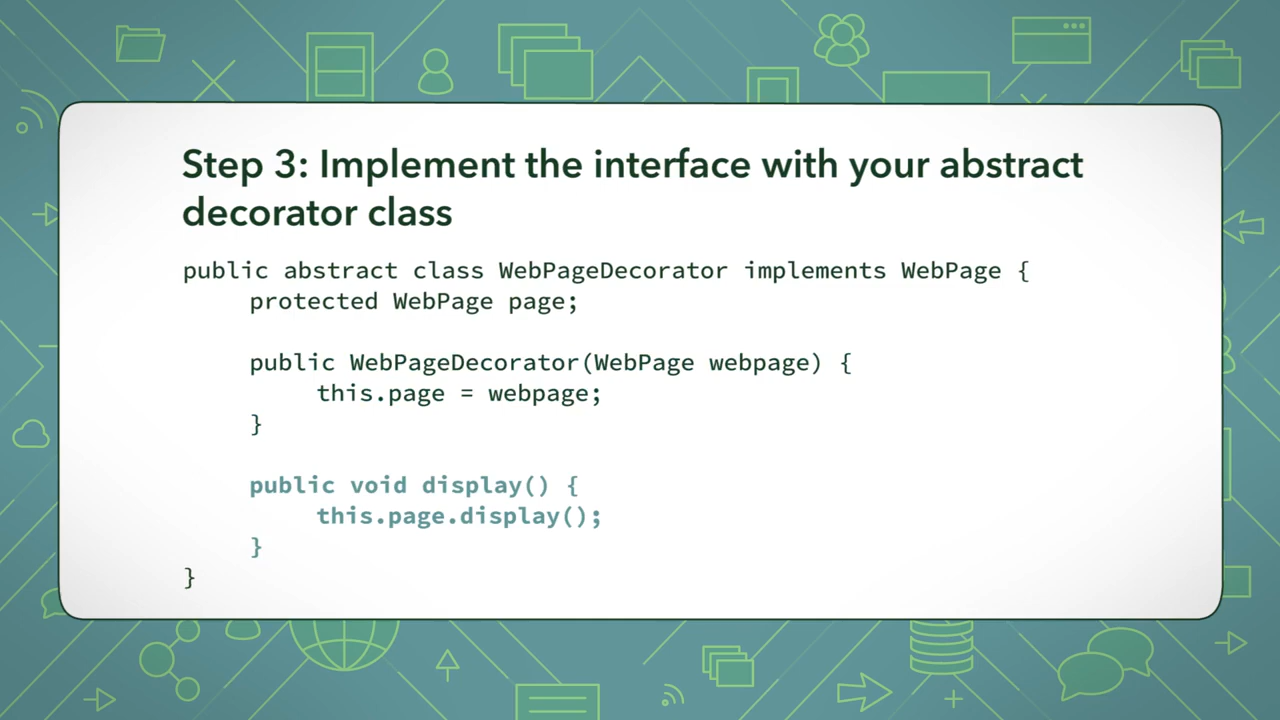 Step 3: Implement the interface with your abstract
decorator class
public abstract class WebPageDecorator implements WebPage {
protected WebPage page;
public WebPageDecorator(WebPage webpage) {
this.page = webpage;
}
public void display() {
this.page.display();
}
}